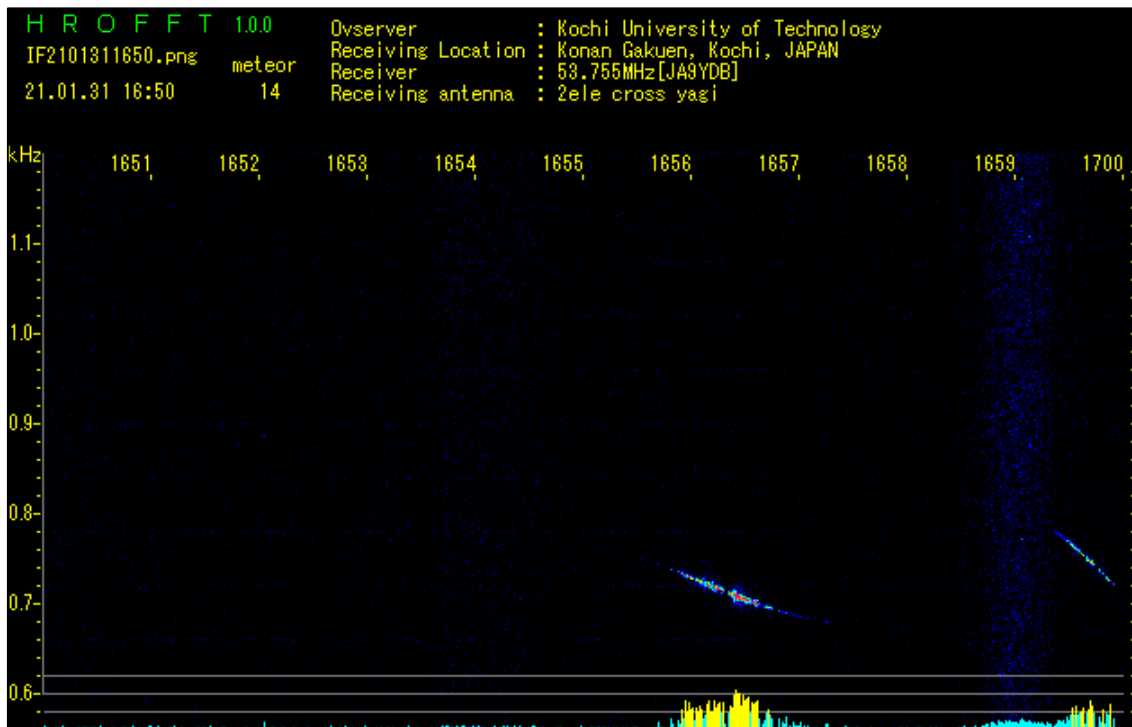 H R O F F T 1.0.0
IF2101311650.png meteor
21.01.31 16:50 14
Ovserver : Kochi University of Technology
Receiving Location : Konan Gakuen, Kochi, JAPAN
Receiver : 53.755MHz[JA9YDB]
Receiving antenna : 2ele cross yagi
kHz 1651 1652 1653 1654 1655 1656 1657 1658 1659 1700
1.1
1.0
0.9
0.8
0.7
0.6